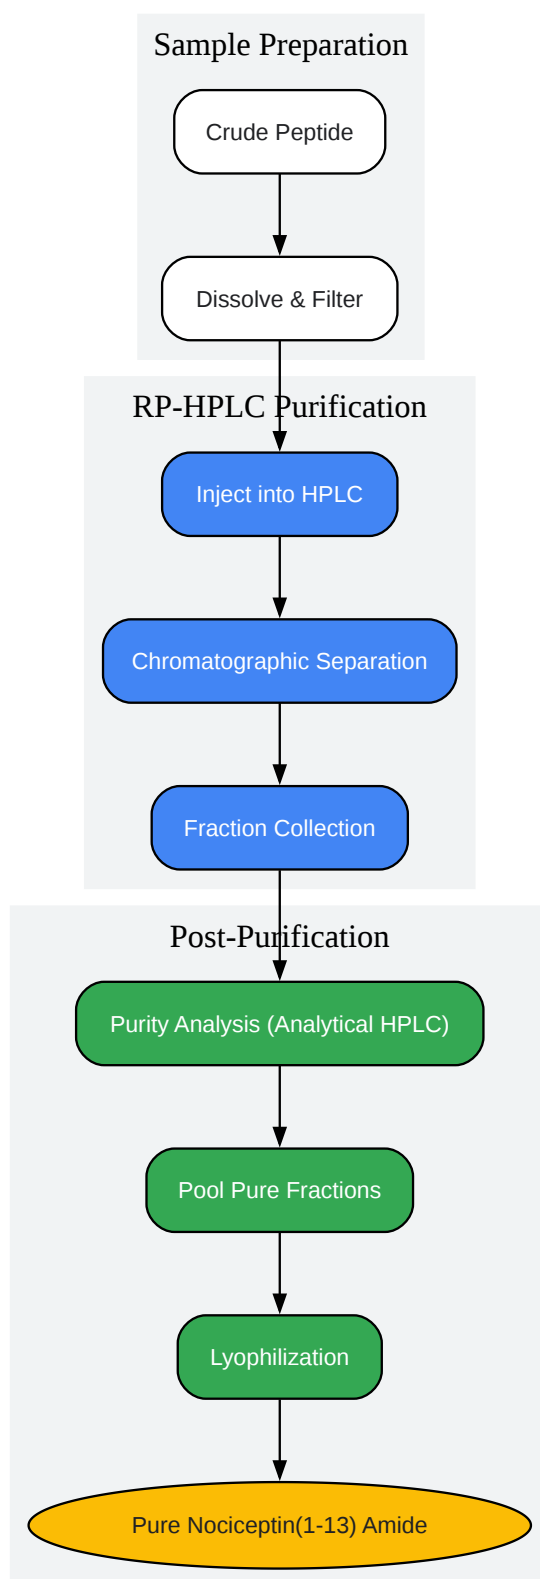 Sample Preparation
Crude Peptide
Dissolve & Filter
RP-HPLC Purification
Inject into HPLC
Chromatographic Separation
Fraction Collection
Post-Purification
Purity Analysis (Analytical HPLC)
Pool Pure Fractions
Lyophilization
Pure Nociceptin(1-13) Amide